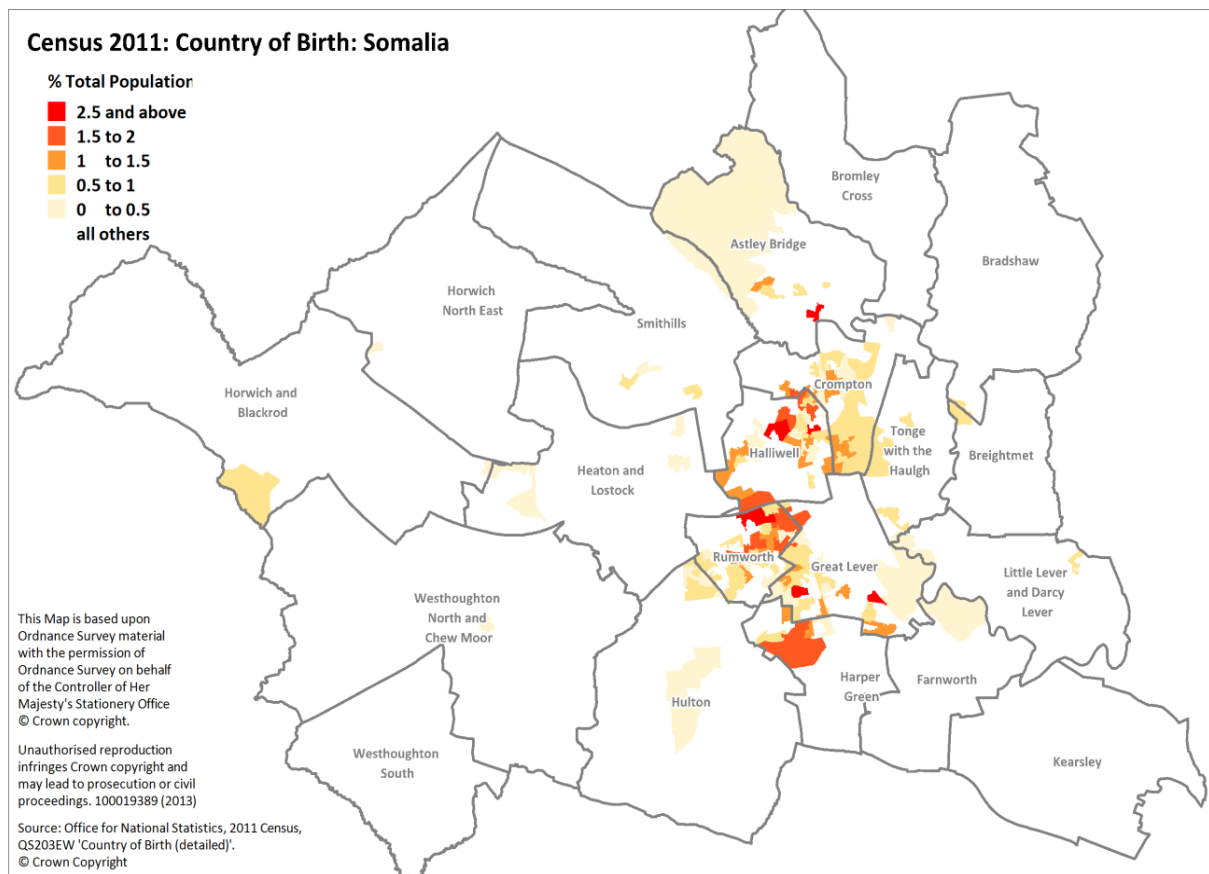 Census 2011: Country of Birth: Somalia
% Total Population
2.5 and above
1.5 to 2
1 to 1.5
0.5 to 1
0 to 0.5
all others
Bromley
Cross
Astley Bridge
Bradshaw
Horwich
North East
Smithills
Horwich and
Blackrod
Crompton
Tonge
with the
Haulgh
Halliwell
Breightmet
Heaton and
Lostock
Rumworth
Great Lever
Little Lever
and Darcy
Lever
Westhoughton
North and
Chew Moor
Harper
Green
Farnworth
Hulton
Westhoughton
South
Kearsley
This Map is based upon
Ordnance Survey material
with the permission of
Ordnance Survey on behalf
of the Controller of Her
Majesty's Stationery Office
© Crown copyright.
Unauthorised reproduction
infringes Crown copyright and
may lead to prosecution or civil
proceedings. 100019389 (2013)
Source: Office for National Statistics, 2011 Census,
QS203EW 'Country of Birth (detailed)'.
© Crown Copyright